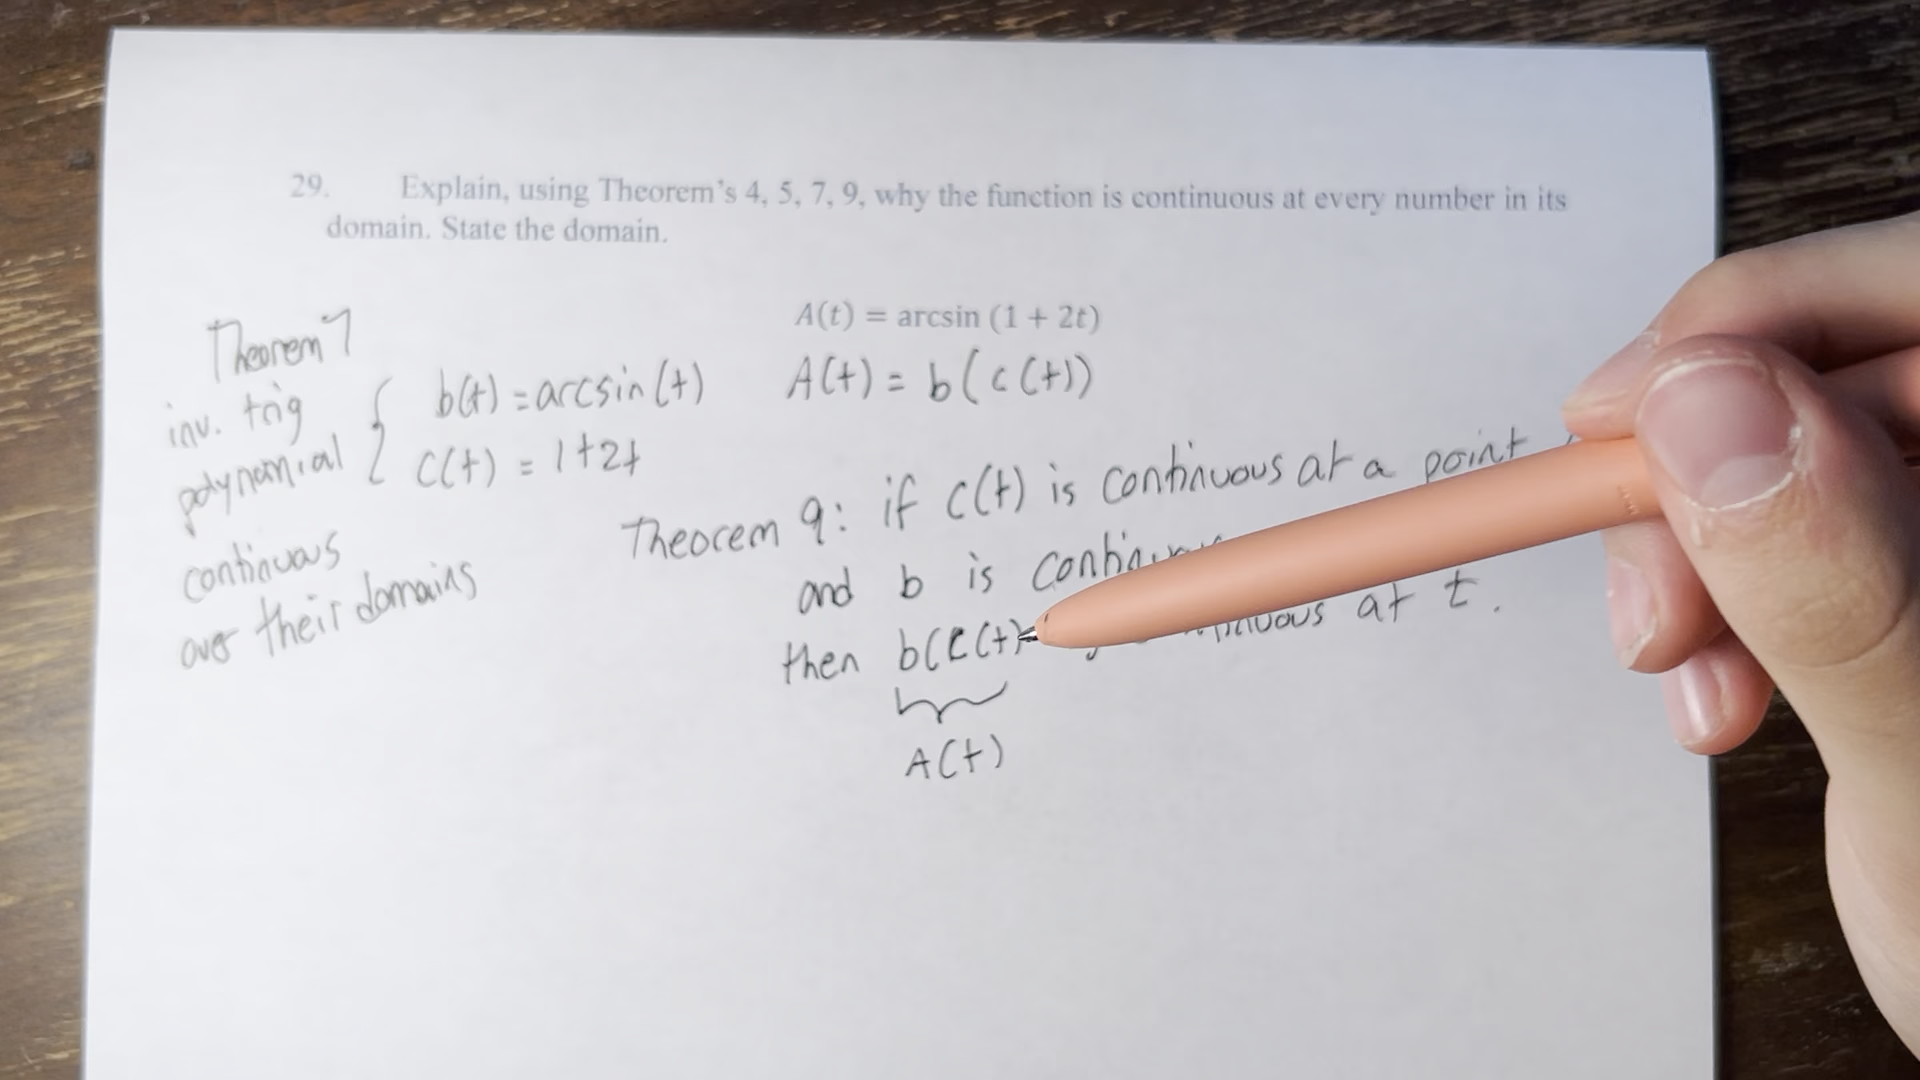 29. Explain, using Theorem's 4, 5, 7, 9, why the function is continuous at every number in its
domain. State the domain.
A(t) = arcsin (1 + 2t)
A(t) = b(c(t))
Theorem 7
inv. trig
polynomial
b(t) = arcsin(t)
c(t) = 1+2t
continuous
over their domains
Theorem 9: if c(t) is continuous at a point
and b is
then b(c(t) at t.
A(t)